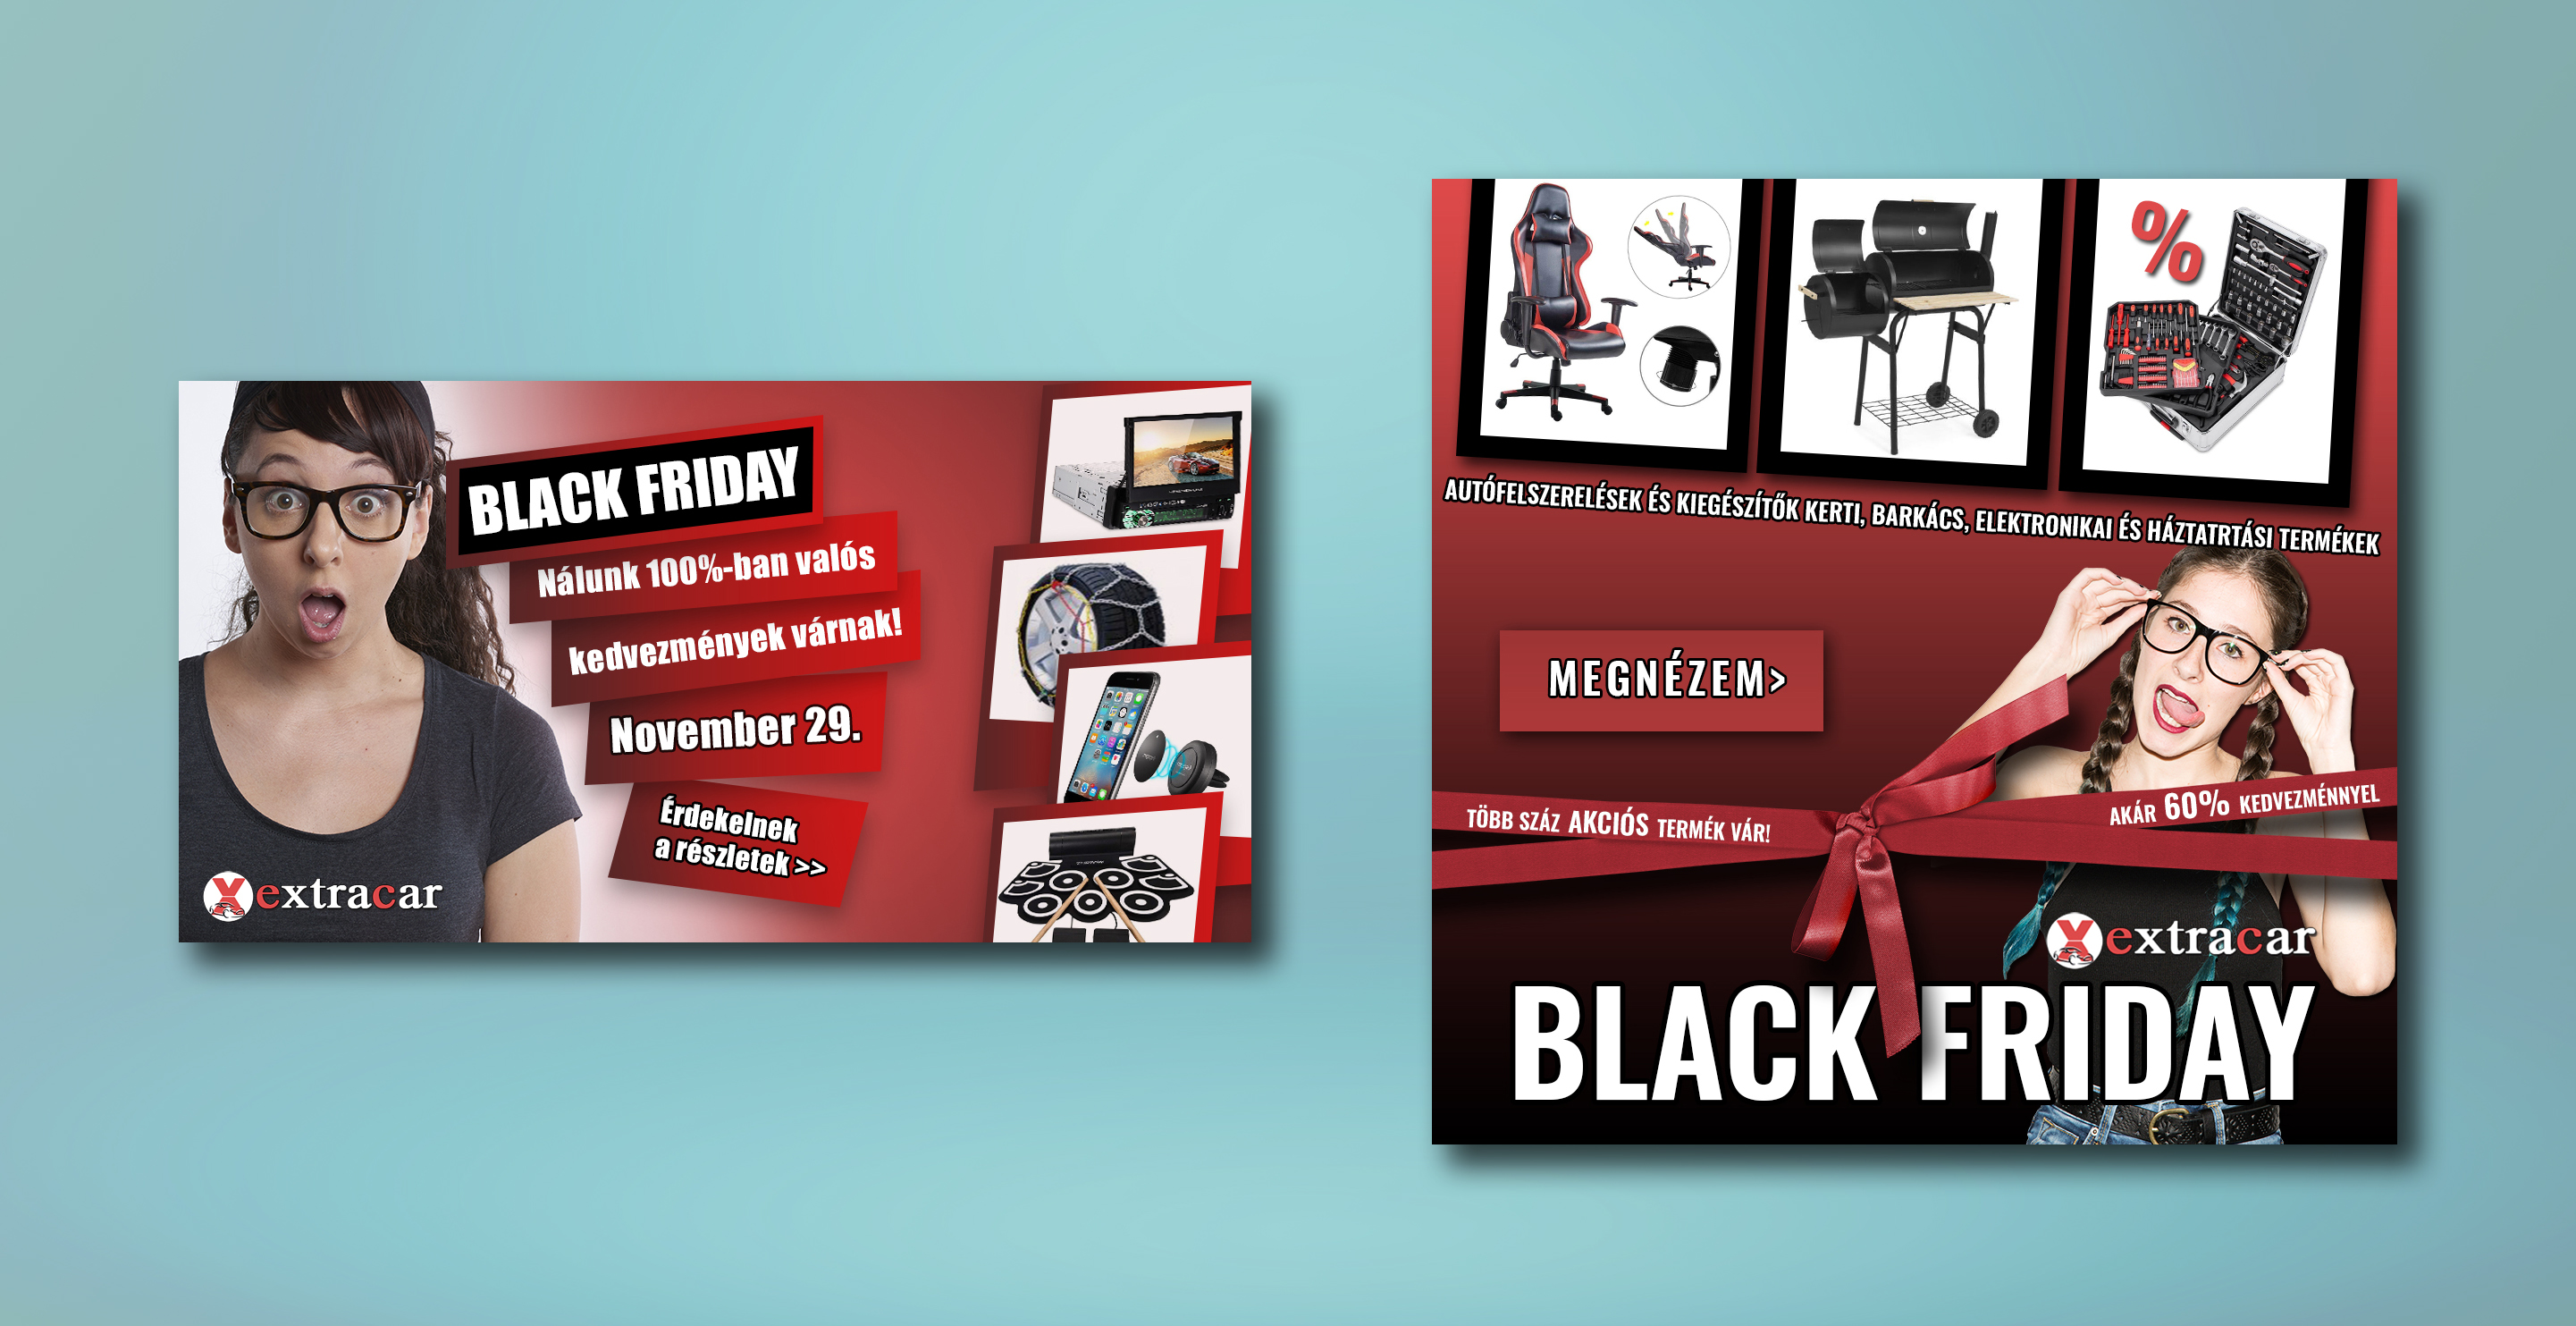 BLACK FRIDAY
Nálunk 100%-ban valós
kedvezmények várnak!
November 29.
Érdekelnek
a részletek >>
extracar
%
AUTÓFELSZERELÉSEK ÉS KIEGÉSZÍTŐK KERTI, BARKÁCS, ELEKTRONIKAI ÉS HÁZTATRTÁSI TERMÉKEK
MEGNÉZEM>
TÖBB SZÁZ AKCIÓS TERMÉK VÁR!
AKÁR 60% KEDVEZMÉNNYEL
extracar
BLACK FRIDAY